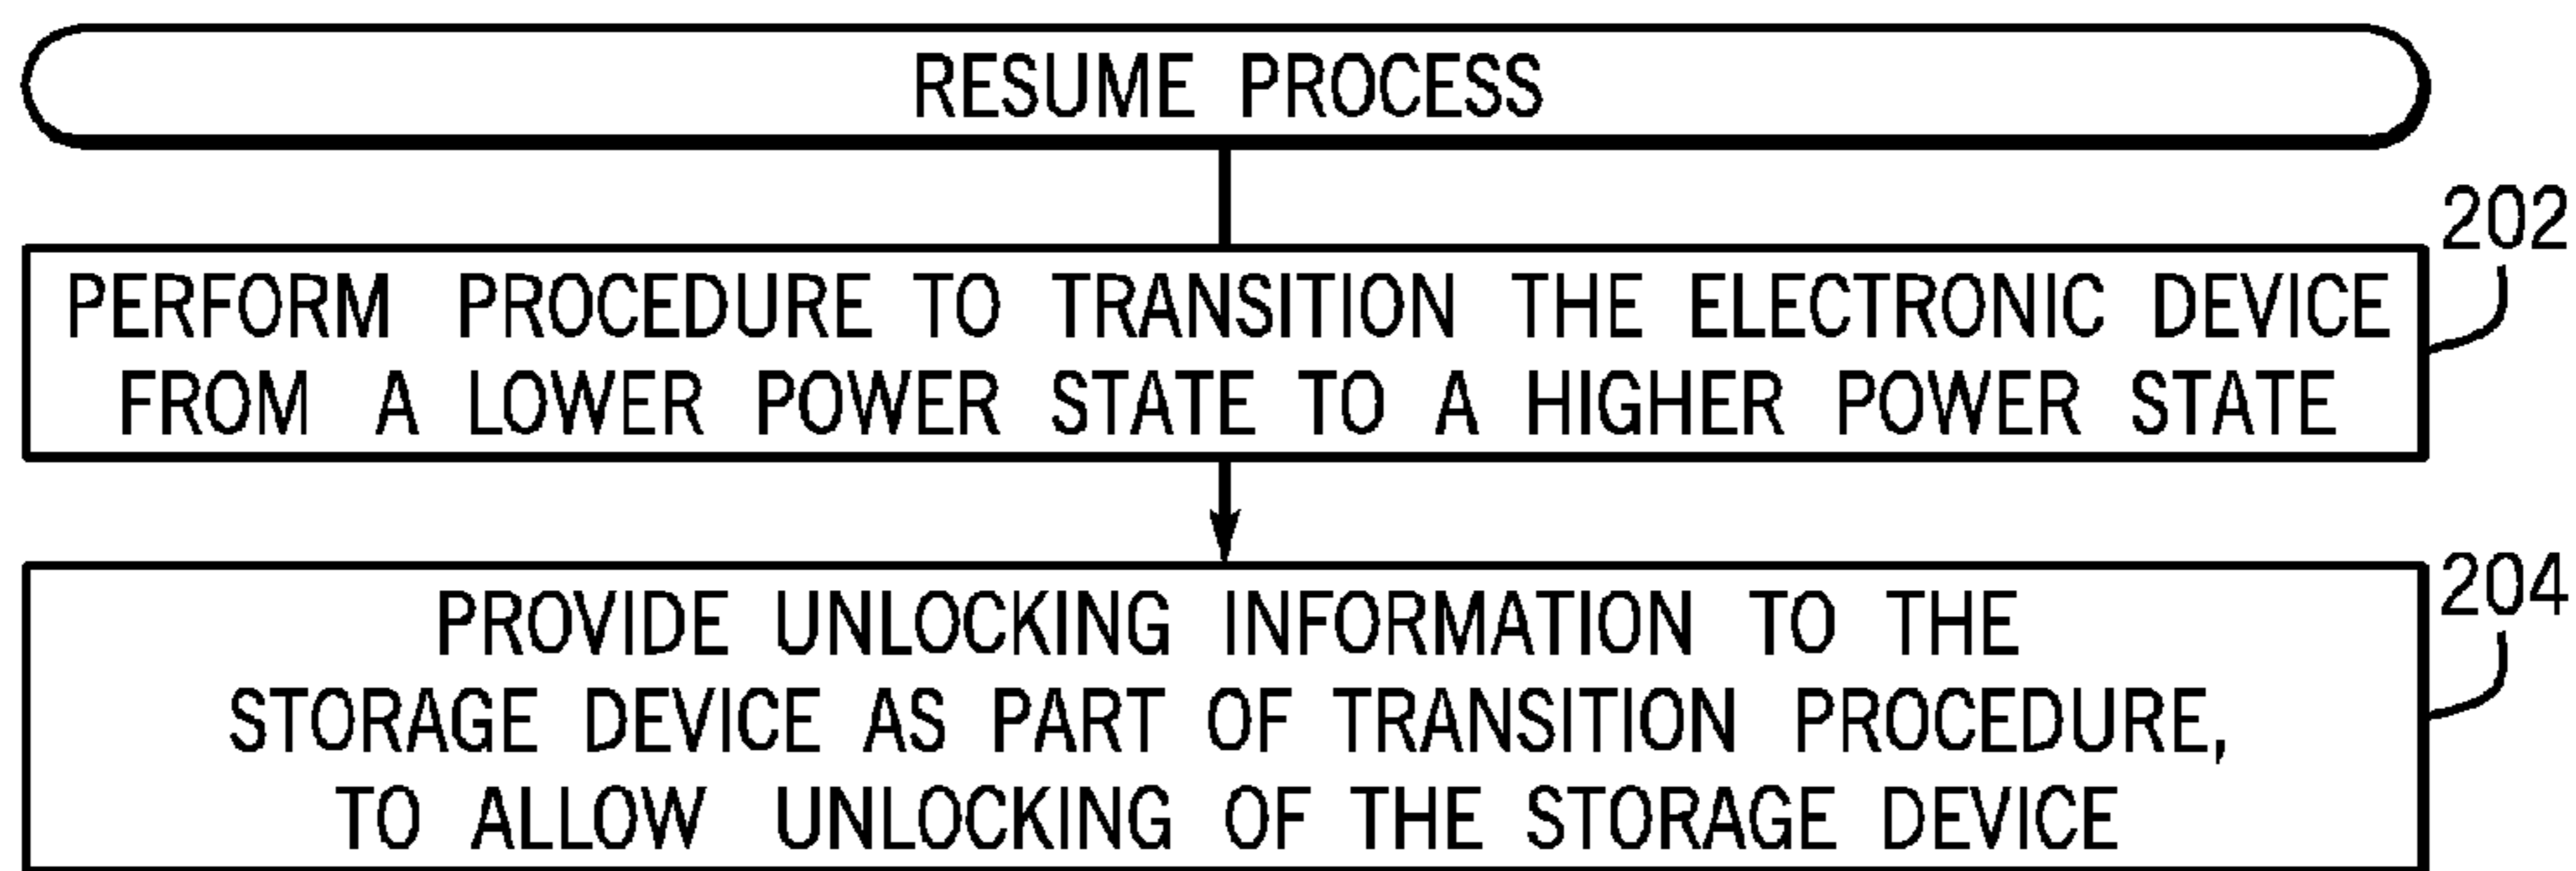 RESUME PROCESS
202
PERFORM PROCEDURE TO TRANSITION THE ELECTRONIC DEVICE
FROM A LOWER POWER STATE TO A HIGHER POWER STATE
204
PROVIDE UNLOCKING INFORMATION TO THE
STORAGE DEVICE AS PART OF TRANSITION PROCEDURE,
TO ALLOW UNLOCKING OF THE STORAGE DEVICE